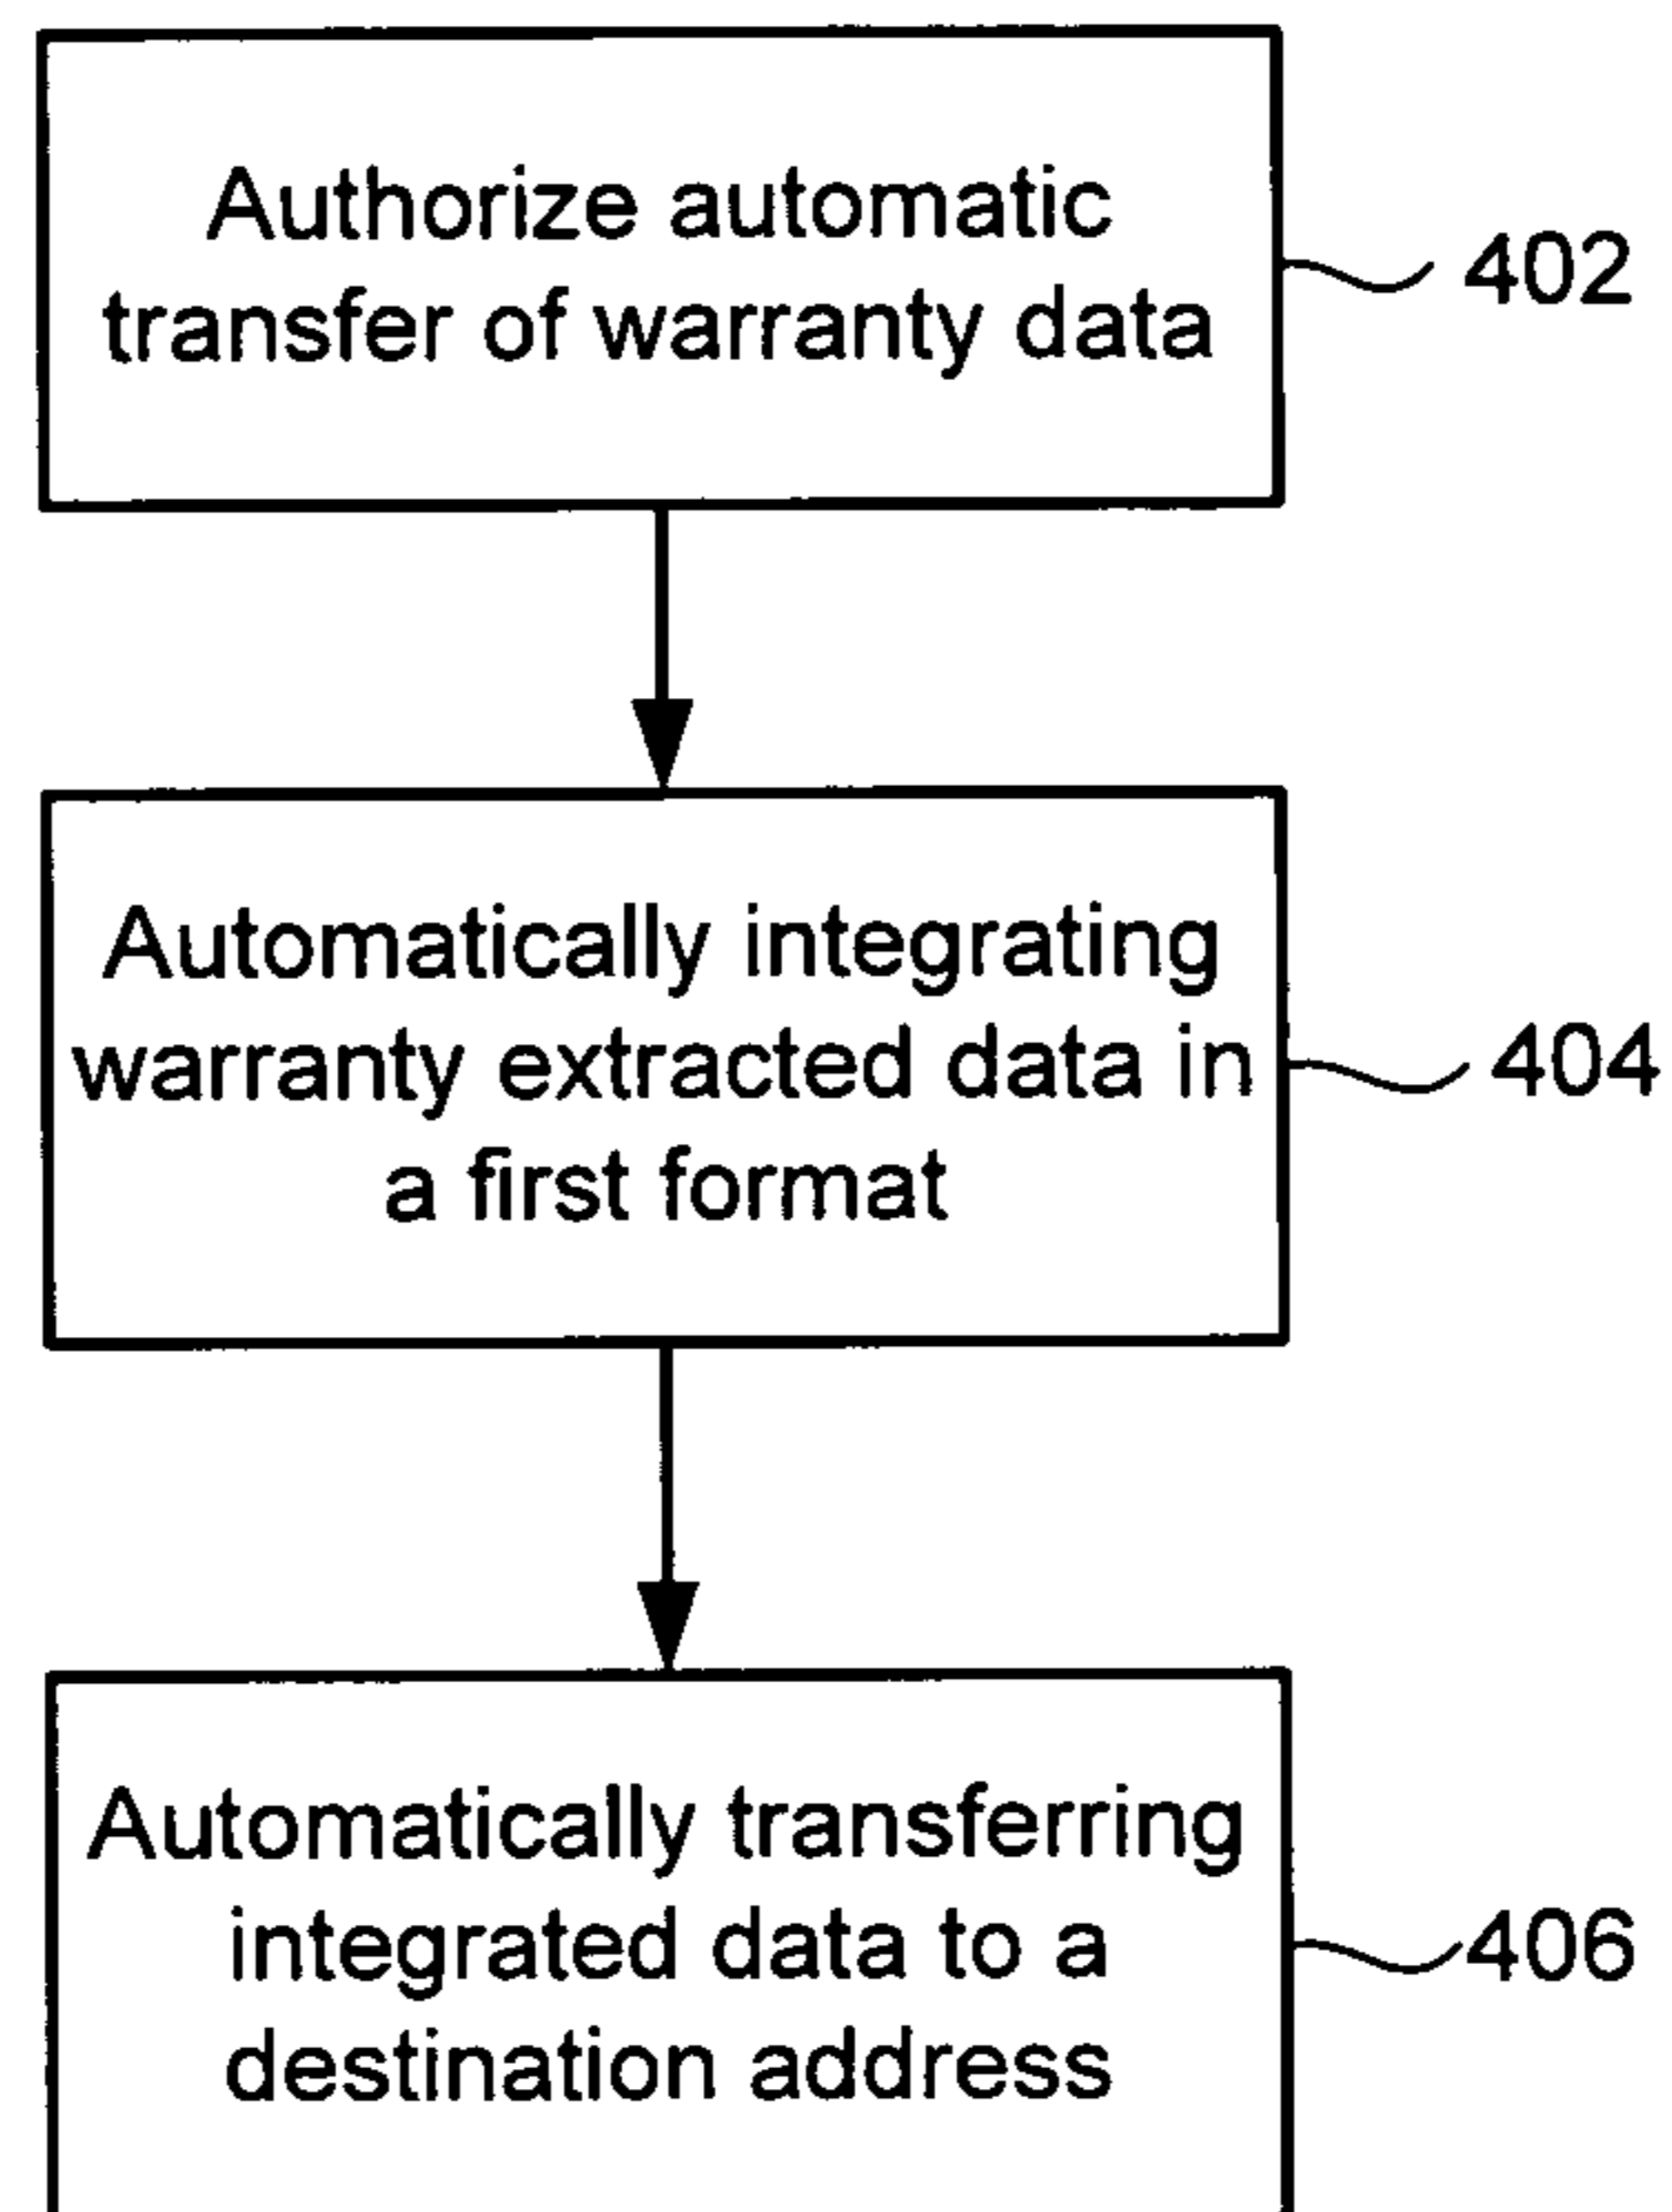 Authorize automatic
transfer of warranty data
402
Automatically integrating
warranty extracted data in
a first format
404
Automatically transferring
integrated data to a
destination address
406